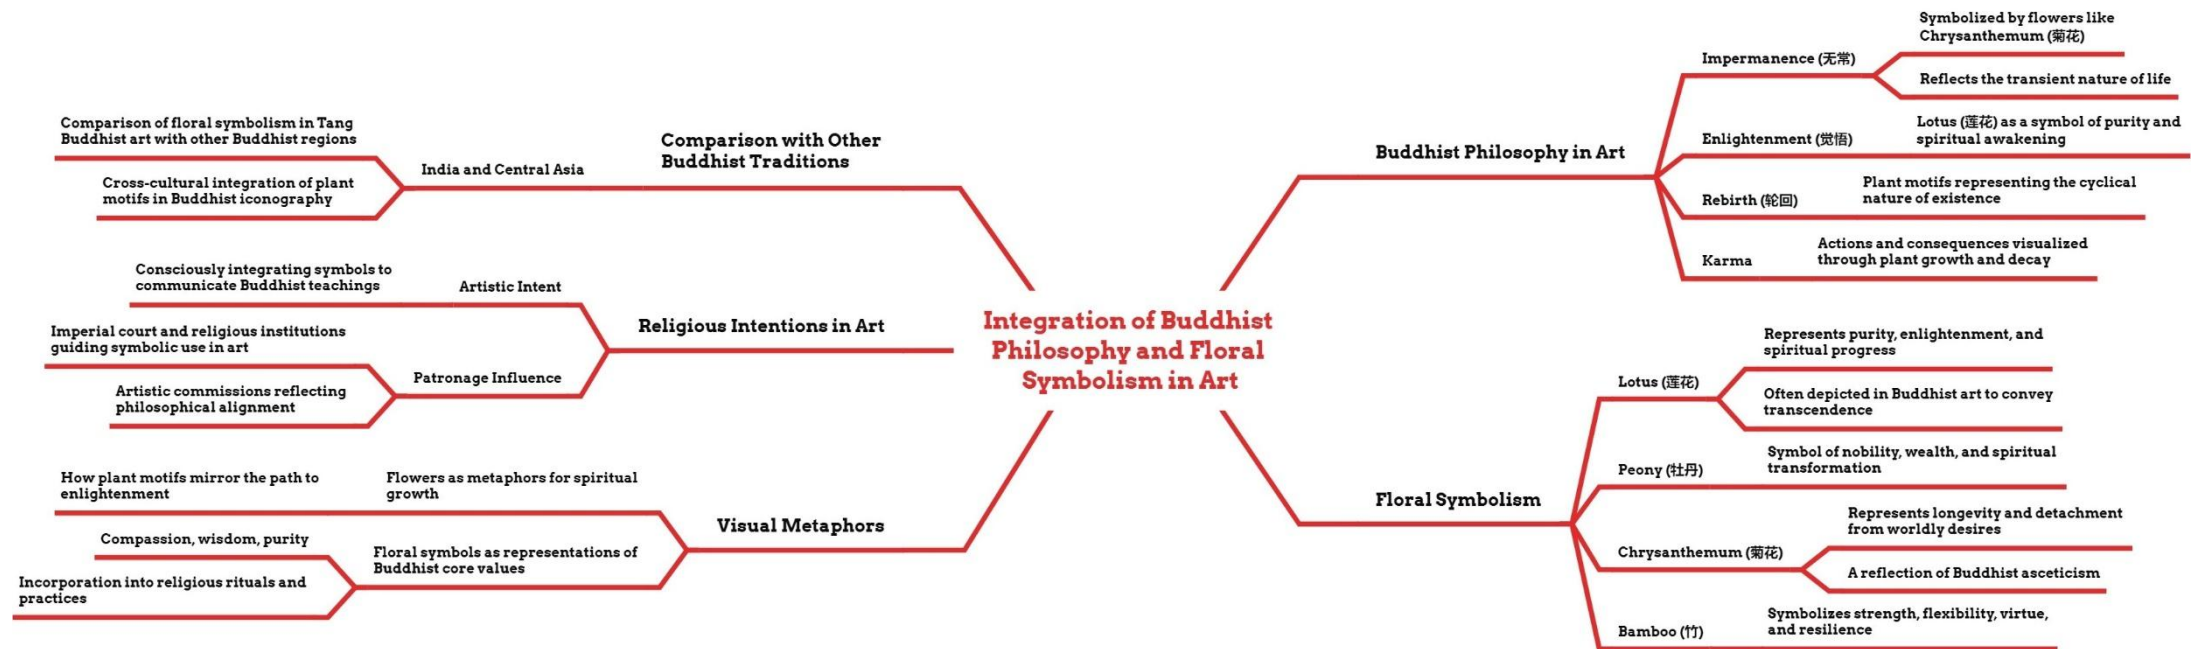 Integration of Buddhist
Philosophy and Floral
Symbolism in Art
Buddhist Philosophy in Art
Impermanence (无常)
Symbolized by flowers like
Chrysanthemum (菊花)
Reflects the transient nature of life
Enlightenment (觉悟)
Lotus (莲花) as a symbol of purity and
spiritual awakening
Rebirth (轮回)
Plant motifs representing the cyclical
nature of existence
Karma
Actions and consequences visualized
through plant growth and decay
Floral Symbolism
Lotus (莲花)
Represents purity, enlightenment, and
spiritual progress
Often depicted in Buddhist art to convey
transcendence
Peony (牡丹)
Symbol of nobility, wealth, and spiritual
transformation
Chrysanthemum (菊花)
Represents longevity and detachment
from worldly desires
A reflection of Buddhist asceticism
Bamboo (竹)
Symbolizes strength, flexibility, virtue,
and resilience
Comparison with Other
Buddhist Traditions
India and Central Asia
Comparison of floral symbolism in Tang
Buddhist art with other Buddhist regions
Cross-cultural integration of plant
motifs in Buddhist iconography
Religious Intentions in Art
Artistic Intent
Consciously integrating symbols to
communicate Buddhist teachings
Patronage Influence
Imperial court and religious institutions
guiding symbolic use in art
Artistic commissions reflecting
philosophical alignment
Visual Metaphors
Flowers as metaphors for spiritual
growth
How plant motifs mirror the path to
enlightenment
Floral symbols as representations of
Buddhist core values
Compassion, wisdom, purity
Incorporation into religious rituals and
practices